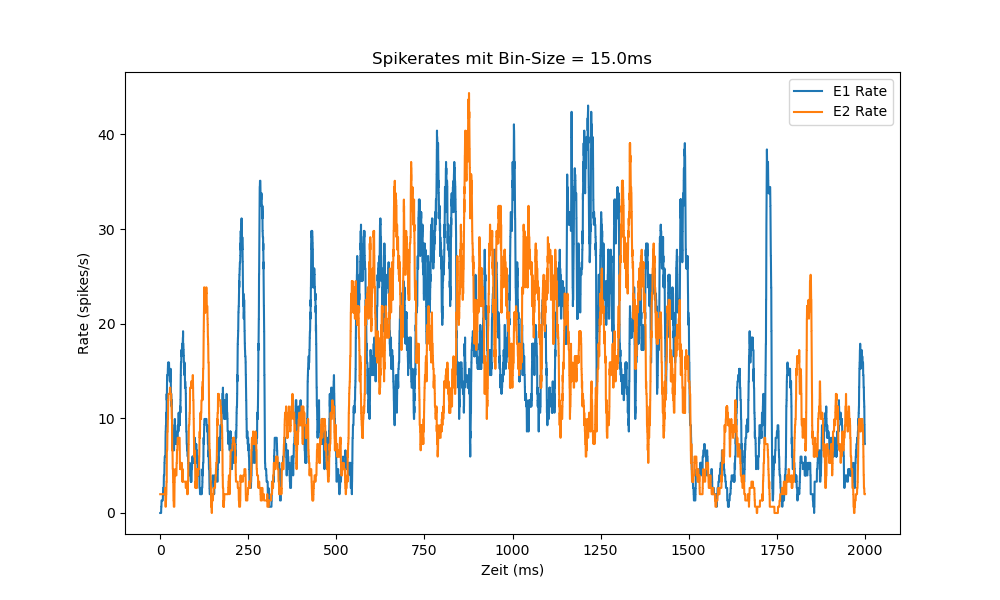 Spikerates mit Bin-Size = 15.0ms
E1 Rate
E2 Rate
Rate (spikes/s)
40
30
20
10
0
0 250 500 750 1000 1250 1500 1750 2000
Zeit (ms)